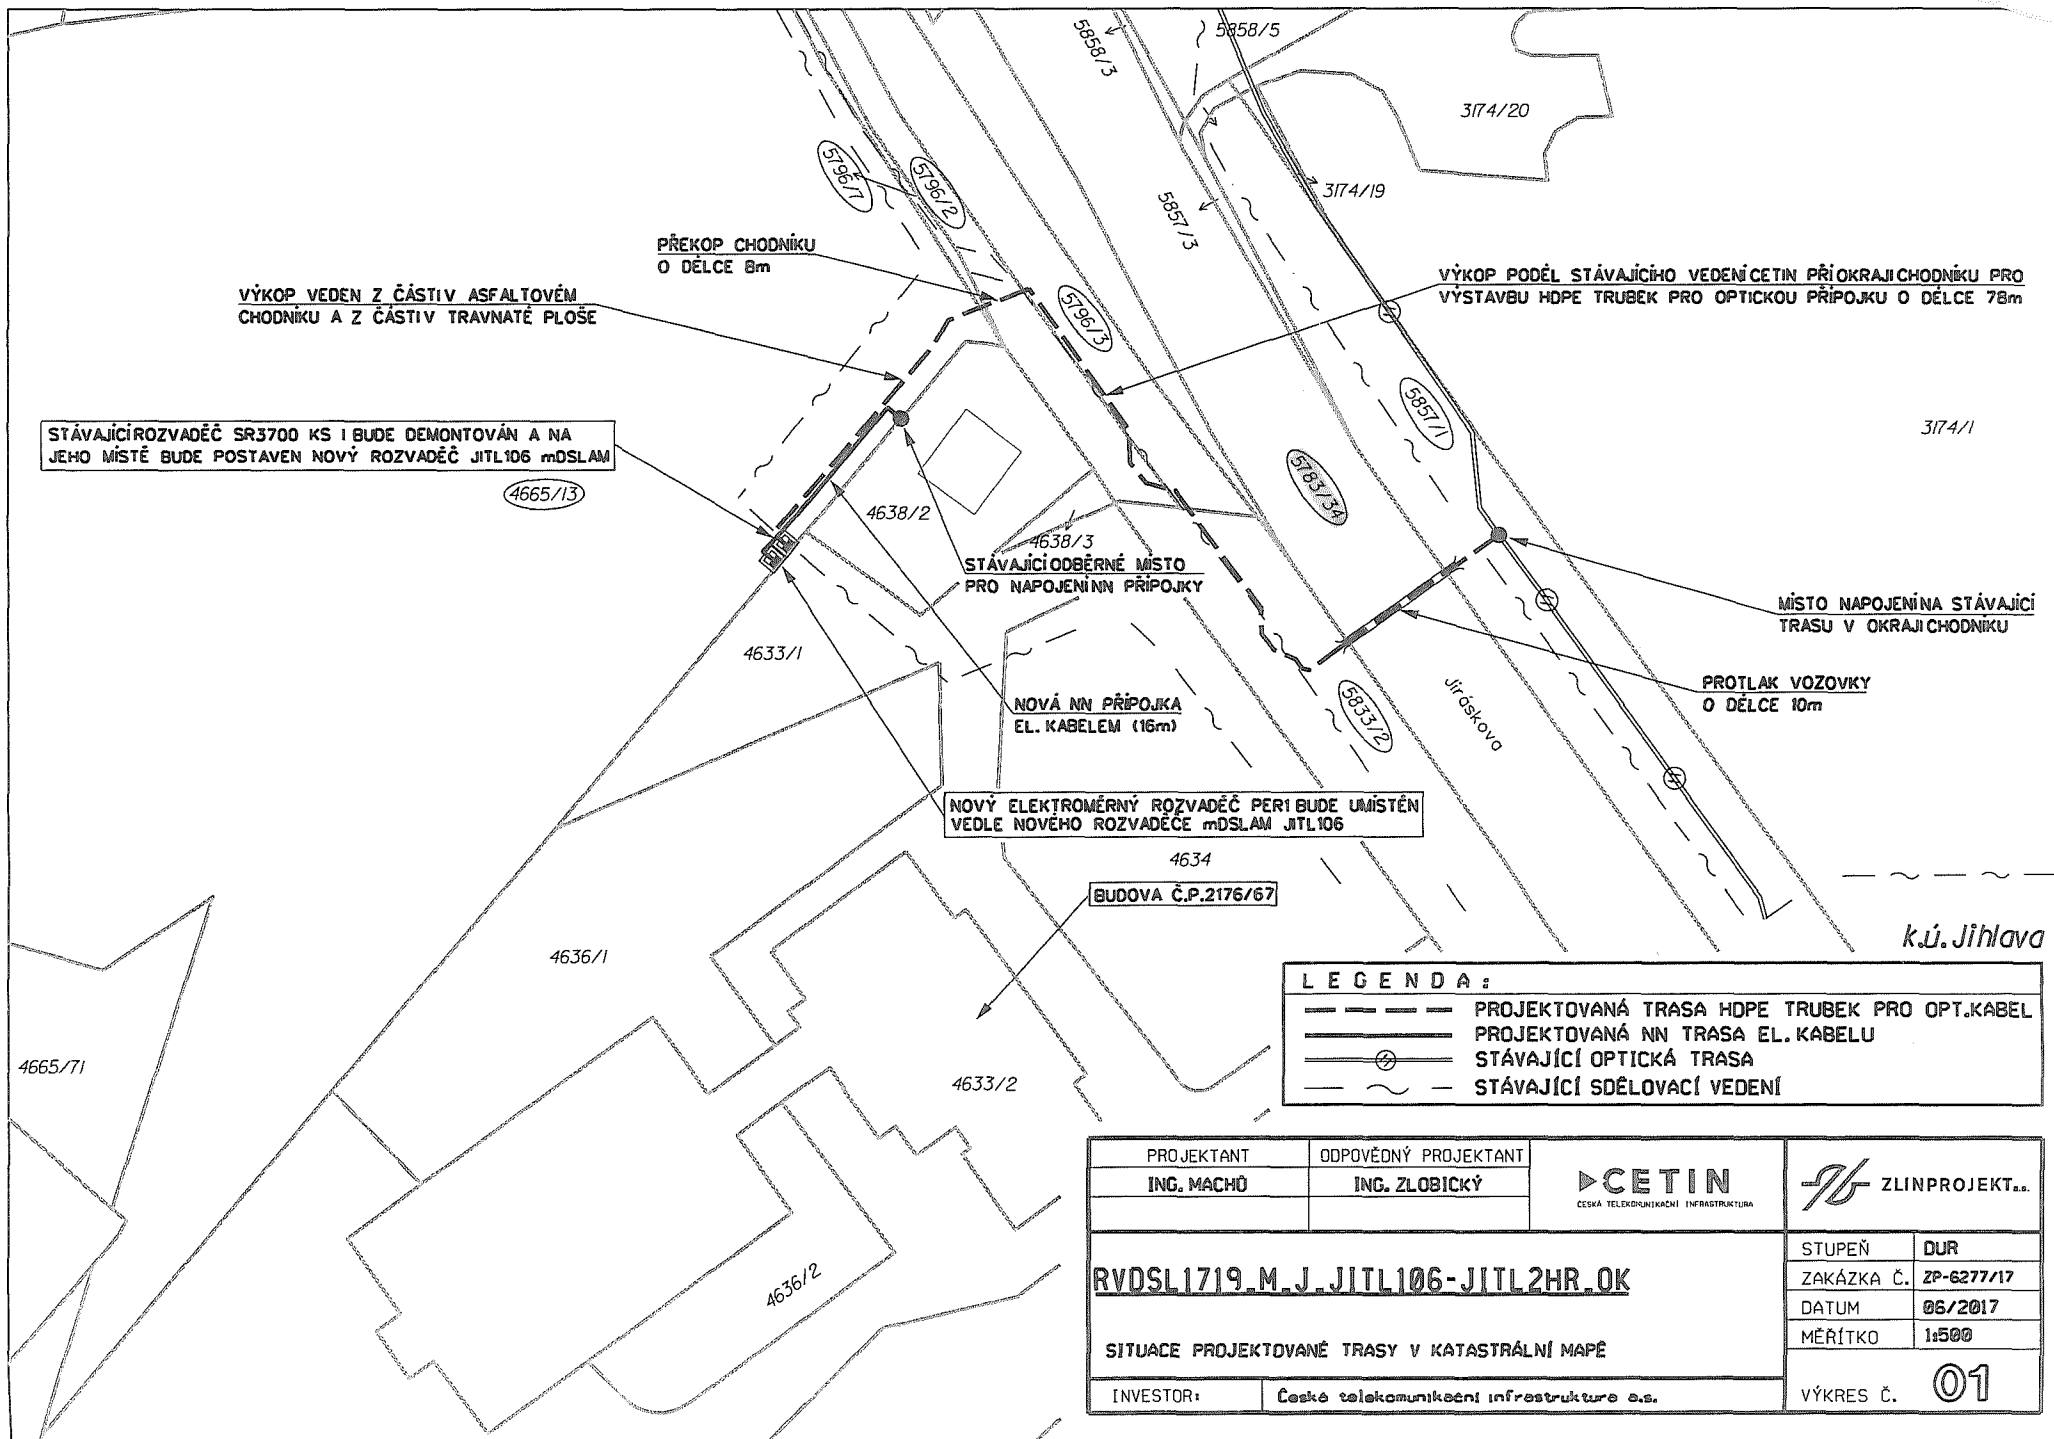 5858/3
5858/5
3174/20
5796/7
5796/2
3174/19
5857/3
PŘEKOP CHODNÍKU
O DÉLCE 8m
VÝKOP VEDEN Z ČÁSTI V ASFALTOVÉM
CHODNÍKU A Z ČÁSTI V TRAVNATÉ PLOŠE
VÝKOP PODÉL STÁVAJÍCÍHO VEDENÍ CETIN PŘI OKRAJI CHODNÍKU PRO
VÝSTAVBU HDPE TRUBEK PRO OPTICKOU PŘÍPOJKU O DÉLCE 78m
5796/3
5857/1
3174/1
STÁVAJÍCÍ ROZVADĚČ SR3700 KS 1 BUDE DEMONTOVÁN A NA
JEHO MÍSTĚ BUDE POSTAVEN NOVÝ ROZVADĚČ JITL106 mDSLAM
4665/13
5783/34
4638/2
4638/3
STÁVAJÍCÍ ODBĚRNÉ MÍSTO
PRO NAPOJENÍ NN PŘÍPOJKY
MÍSTO NAPOJENÍ NA STÁVAJÍCÍ
TRASU V OKRAJI CHODNÍKU
4633/1
PROTLAK VOZOVKY
O DÉLCE 10m
NOVÁ NN PŘÍPOJKA
EL. KABELEM (16m)
5833/2
Jiráskova
NOVÝ ELEKTROMĚRNÝ ROZVADĚČ PER1 BUDE UMÍSTĚN
VEDLE NOVÉHO ROZVADĚČE mDSLAM JITL106
4634
BUDOVA Č.P.2176/67
4636/1
k.ú. Jihlava
4665/71
4633/2
4636/2
LEGENDA:
PROJEKTOVANÁ TRASA HDPE TRUBEK PRO OPT.KABEL
PROJEKTOVANÁ NN TRASA EL. KABELU
STÁVAJÍCÍ OPTICKÁ TRASA
STÁVAJÍCÍ SDĚLOVACÍ VEDENÍ
PROJEKTANT
ODPOVĚDNÝ PROJEKTANT
ING. MACHŮ
ING. ZLOBICKÝ
CETIN
ČESKÁ TELEKOMUNIKAČNÍ INFRASTRUKTURA
ZLINPROJEKT a.s.
RVDSL1719_M_J_JITL106-JITL2HR_OK
SITUACE PROJEKTOVANÉ TRASY V KATASTRÁLNÍ MAPĚ
STUPEŇ DUR
ZAKÁZKA Č. ZP-6277/17
DATUM 06/2017
MĚŘÍTKO 1:500
INVESTOR: Česká telekomunikační infrastruktura a.s.
VÝKRES Č. 01